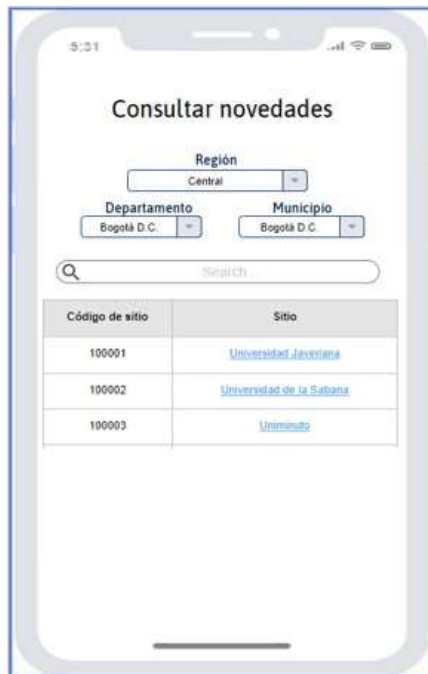 9:31
Consultar novedades
Región
Central
Departamento Municipio
Bogotá D.C. Bogotá D.C.
Search...
Código de sitio Sitio
100001 Universidad Javeriana
100002 Universidad de la Sabana
100003 Uniminuto